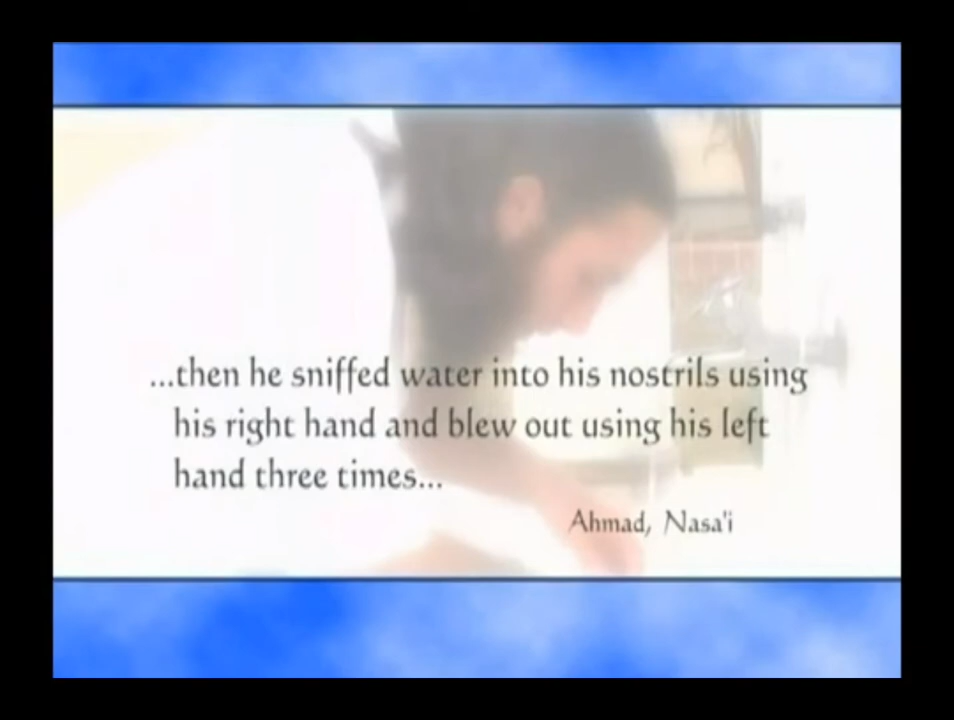 ...then he sniffed water into his nostrils using
his right hand and blew out using his left
hand three times...
Ahmad, Nasa'i